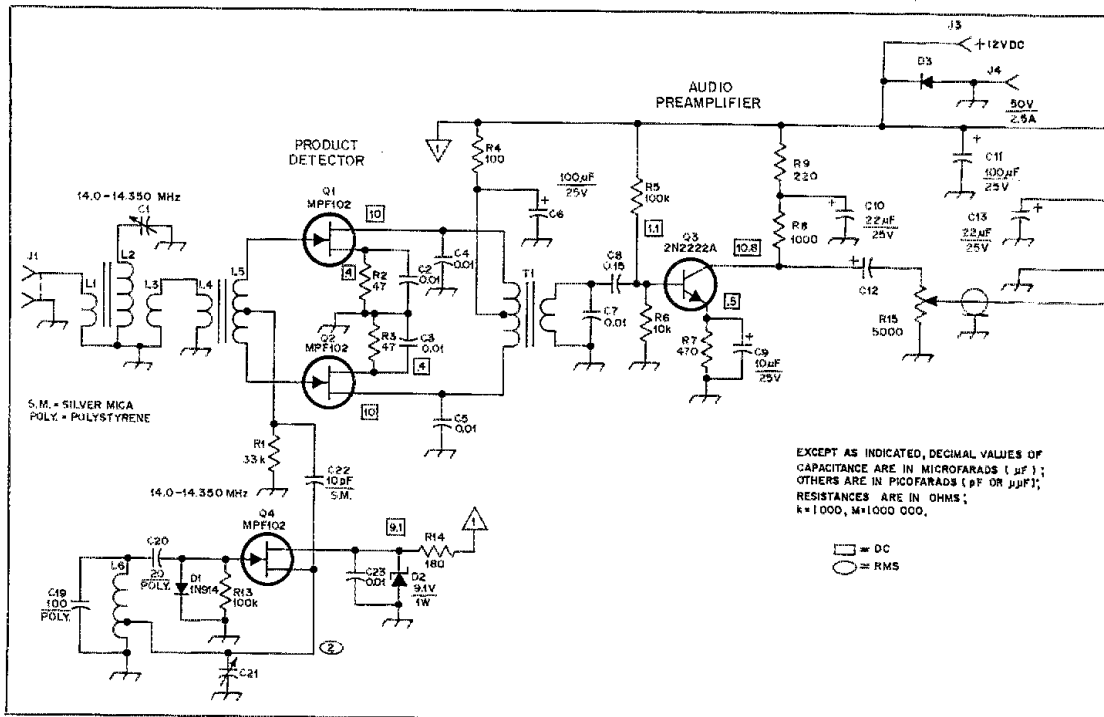 J3
+12VDC
D3
J4
50V
2.5A
AUDIO
PREAMPLIFIER
1
R4
100
PRODUCT
DETECTOR
R9
220
C11
100µF
25V
14.0-14.350 MHz
C1
Q1
MPF102
10
100µF
25V
C6
R5
100k
C10
22µF
25V
R8
1000
C13
22µF
25V
1.1
Q3
2N2222A
10.8
J1
L1
L2
L3
L4
L5
.4
R2
47
C2
0.01
C4
0.01
T1
C8
0.15
C12
C7
0.01
R6
10k
.5
R15
5000
Q2
MPF102
R3
47
C3
0.01
.4
R7
470
C9
10µF
25V
10
S.M. = SILVER MICA
POLY. = POLYSTYRENE
C5
0.01
R1
33k
C22
10pF
S.M.
EXCEPT AS INDICATED, DECIMAL VALUES OF
CAPACITANCE ARE IN MICROFARADS (µF);
OTHERS ARE IN PICOFARADS (pF OR µµF);
RESISTANCES ARE IN OHMS;
k=1000, M=1000 000.
14.0-14.350 MHz
Q4
MPF102
9.1
R14
180
1
C20
20
POLY.
L6
D1
1N914
R13
100k
C23
0.01
D2
9.1V
1W
= DC
= RMS
C19
100
POLY.
2
C21